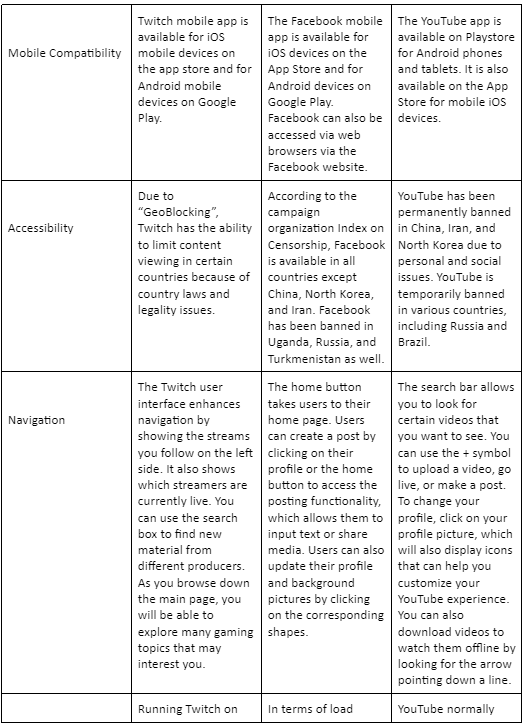 Mobile Compatibility
Twitch mobile app is
available for iOS
mobile devices on
the app store and for
Android mobile
devices on Google
Play.
The Facebook mobile
app is available for
iOS devices on the
App Store and for
Android devices on
Google Play.
Facebook can also be
accessed via web
browsers via the
Facebook website.
The YouTube app is
available on Playstore
for Android phones
and tablets. It is also
available on the App
Store for mobile iOS
devices.
Accessibility
Due to
“GeoBlocking”,
Twitch has the ability
to limit content
viewing in certain
countries because of
country laws and
legality issues.
According to the
campaign
organization Index on
Censorship, Facebook
is available in all
countries except
China, North Korea,
and Iran. Facebook
has been banned in
Uganda, Russia, and
Turkmenistan as well.
YouTube has been
permanently banned
in China, Iran, and
North Korea due to
personal and social
issues. YouTube is
temporarily banned
in various countries,
including Russia and
Brazil.
Navigation
The Twitch user
interface enhances
navigation by
showing the streams
you follow on the left
side. It also shows
which streamers are
currently live. You
can use the search
box to find new
material from
different producers.
As you browse down
the main page, you
will be able to
explore many gaming
topics that may
interest you.
The home button
takes users to their
home page. Users
can create a post by
clicking on their
profile or the home
button to access the
posting functionality,
which allows them to
input text or share
media. Users can also
update their profile
and background
pictures by clicking
on the corresponding
shapes.
The search bar allows
you to look for
certain videos that
you want to see. You
can use the + symbol
to upload a video, go
live, or make a post.
To change your
profile, click on your
profile picture, which
will also display icons
that can help you
customize your
YouTube experience.
You can also
download videos to
watch them offline by
looking for the arrow
pointing down a line.
Running Twitch on
In terms of load
YouTube normally